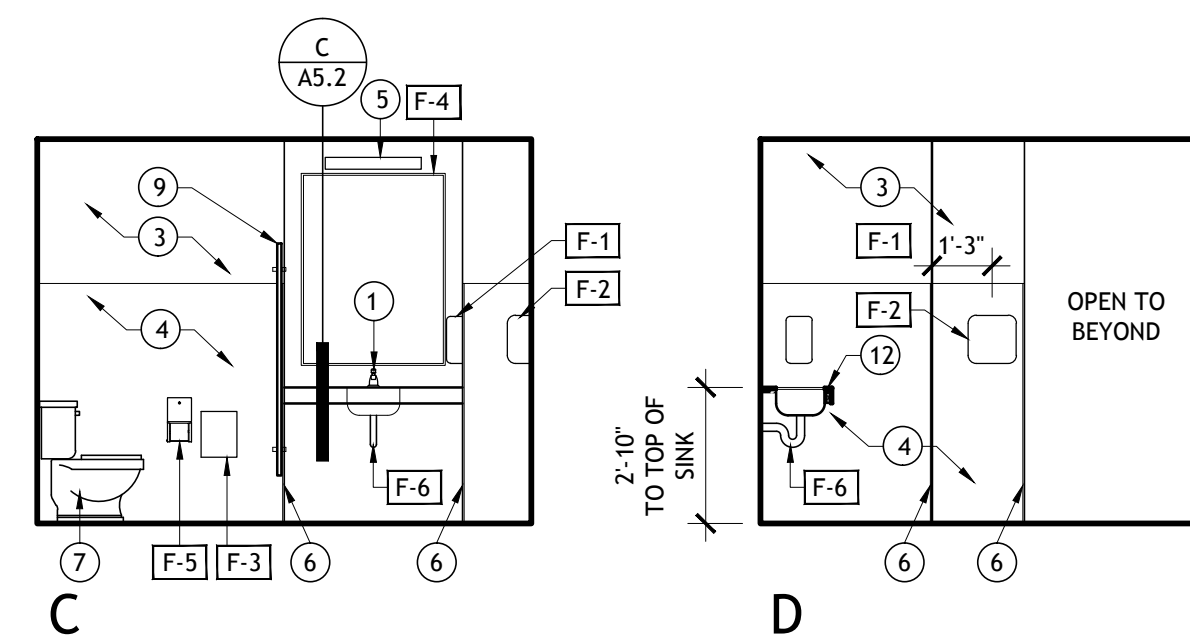 C
A5.2
5
F-4
9
3
F-1
F-2
4
1
F-6
7
F-5
F-3
6
6
C
3
F-1
1'-3"
F-2
OPEN TO
BEYOND
12
2'-10"
TO TOP OF
SINK
4
F-6
6
6
D